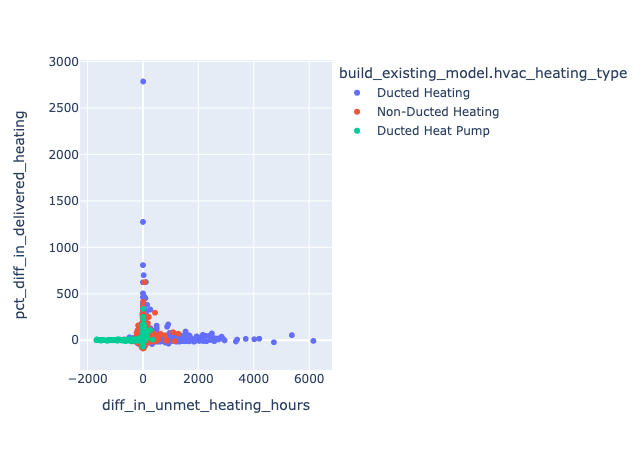 build_existing_model.hvac_heating_type
Ducted Heating
Non-Ducted Heating
Ducted Heat Pump
pct_diff_in_delivered_heating
3000
2500
2000
1500
1000
500
0
−2000
0
2000
4000
6000
diff_in_unmet_heating_hours